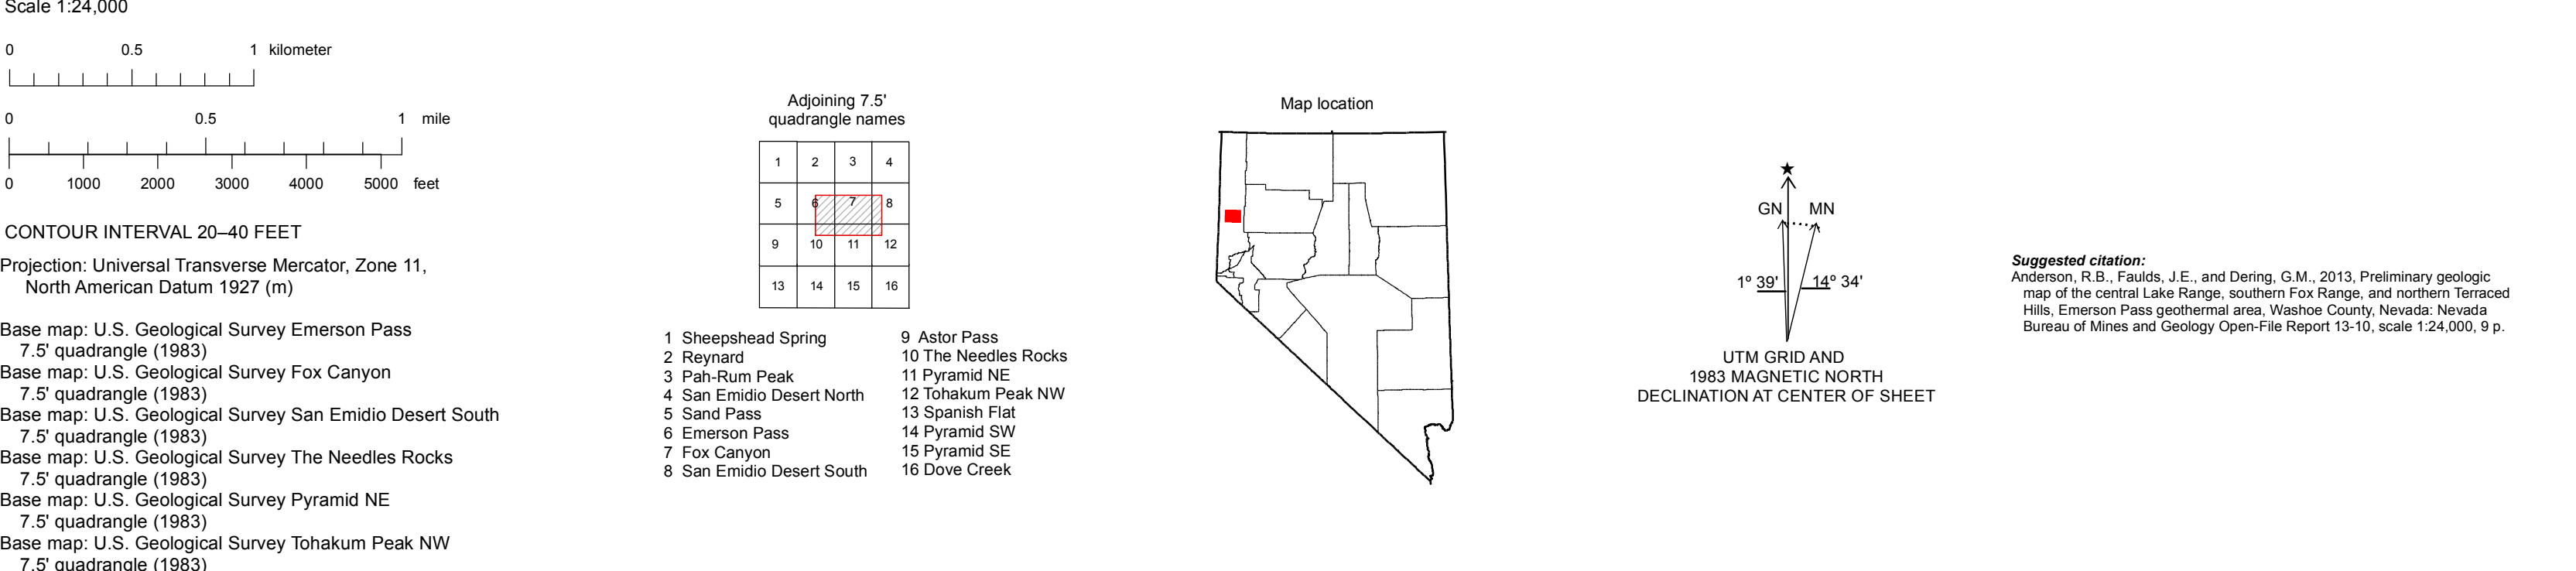 Scale 1:24,000
0 0.5 1 kilometer
0 0.5 1 mile
0 1000 2000 3000 4000 5000 feet
CONTOUR INTERVAL 20–40 FEET
Projection: Universal Transverse Mercator, Zone 11,
North American Datum 1927 (m)
Base map: U.S. Geological Survey Emerson Pass
7.5' quadrangle (1983)
Base map: U.S. Geological Survey Fox Canyon
7.5' quadrangle (1983)
Base map: U.S. Geological Survey San Emidio Desert South
7.5' quadrangle (1983)
Base map: U.S. Geological Survey The Needles Rocks
7.5' quadrangle (1983)
Base map: U.S. Geological Survey Pyramid NE
7.5' quadrangle (1983)
Base map: U.S. Geological Survey Tohakum Peak NW
7.5' quadrangle (1983)
Adjoining 7.5'
quadrangle names
1 2 3 4
5 6 7 8
9 10 11 12
13 14 15 16
1 Sheepshead Spring
2 Reynard
3 Pah-Rum Peak
4 San Emidio Desert North
5 Sand Pass
6 Emerson Pass
7 Fox Canyon
8 San Emidio Desert South
9 Astor Pass
10 The Needles Rocks
11 Pyramid NE
12 Tohakum Peak NW
13 Spanish Flat
14 Pyramid SW
15 Pyramid SE
16 Dove Creek
Map location
GN MN
1º 39' 14º 34'
UTM GRID AND
1983 MAGNETIC NORTH
DECLINATION AT CENTER OF SHEET
Suggested citation:
Anderson, R.B., Faulds, J.E., and Dering, G.M., 2013, Preliminary geologic
map of the central Lake Range, southern Fox Range, and northern Terraced
Hills, Emerson Pass geothermal area, Washoe County, Nevada: Nevada
Bureau of Mines and Geology Open-File Report 13-10, scale 1:24,000, 9 p.